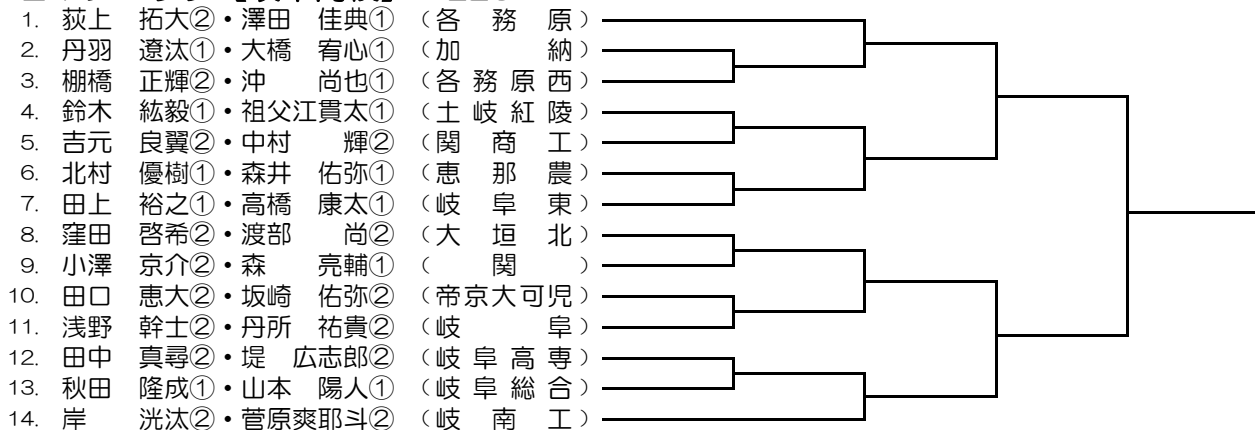 1. 荻上 拓大②・澤田 佳典① （各務原）
2. 丹羽 遼汰①・大橋 宥心① （加納）
3. 棚橋 正輝②・沖 尚也① （各務原西）
4. 鈴木 紘毅①・祖父江貫太① （土岐紅陵）
5. 吉元 良翼②・中村 輝② （関商工）
6. 北村 優樹①・森井 佑弥① （恵那農）
7. 田上 裕之①・高橋 康太① （岐阜東）
8. 窪田 啓希②・渡部 尚② （大垣北）
9. 小澤 京介②・森 亮輔① （関）
10. 田口 恵大②・坂崎 佑弥② （帝京大可児）
11. 浅野 幹士②・丹所 祐貴② （岐阜）
12. 田中 真尋②・堤 広志郎② （岐阜高専）
13. 秋田 隆成①・山本 陽人① （岐阜総合）
14. 岸 洸汰②・菅原爽耶斗② （岐南工）